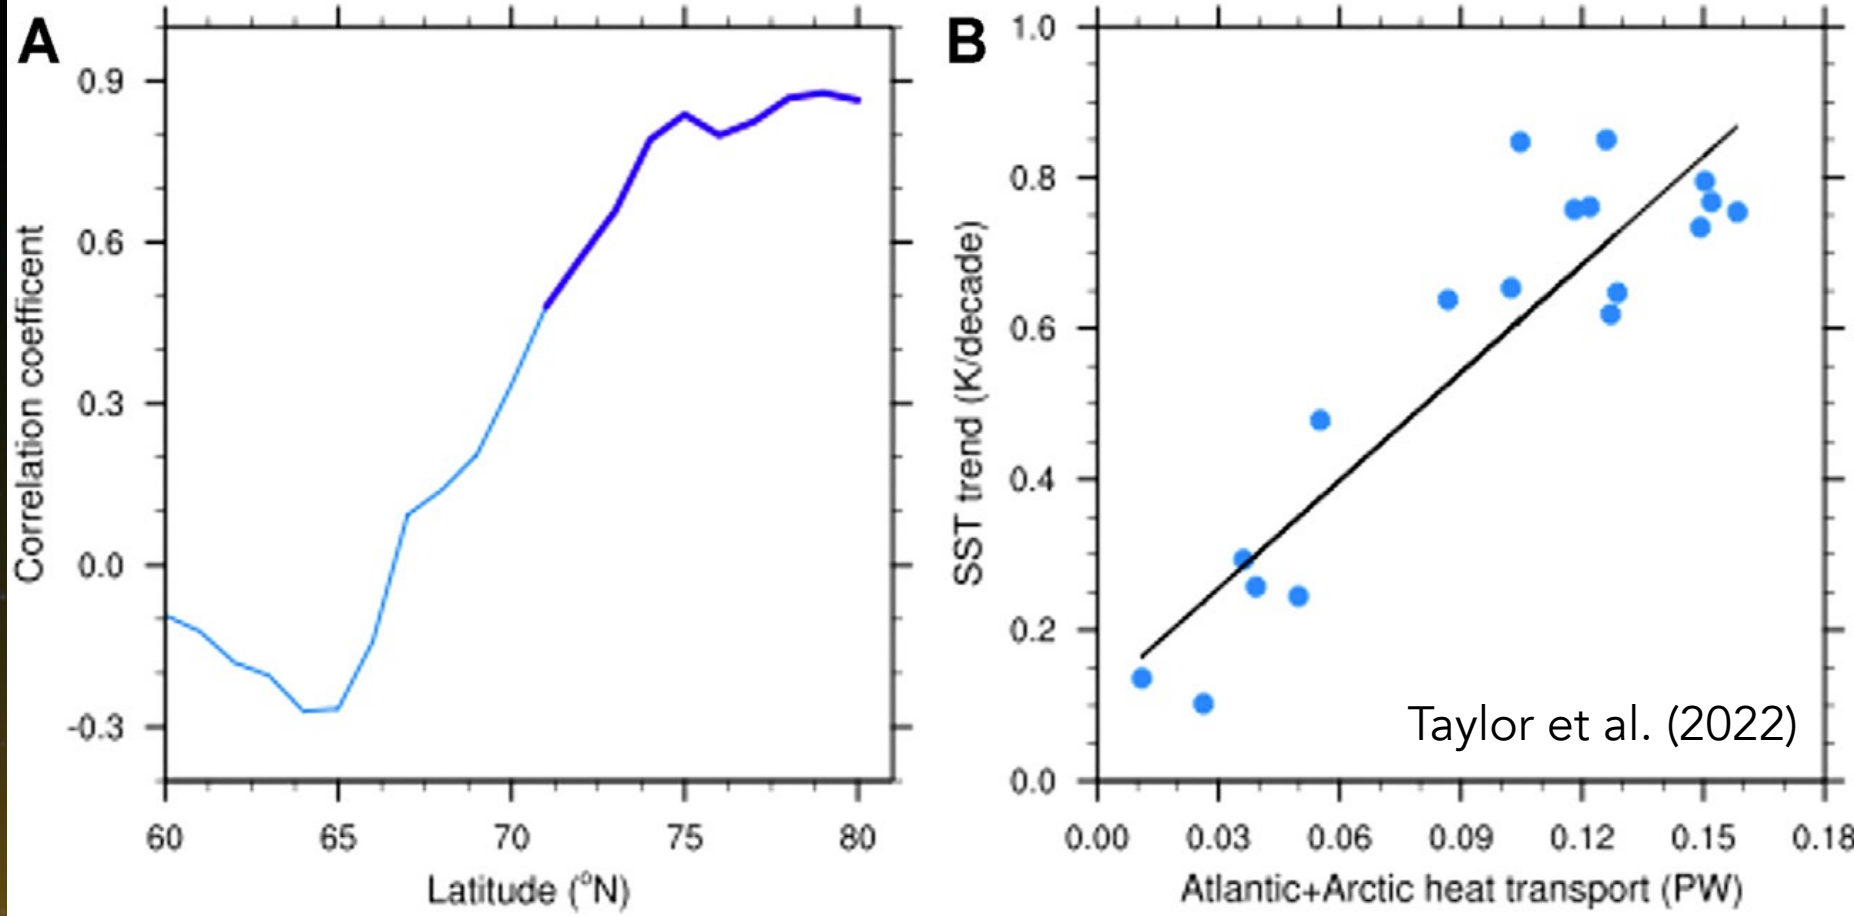 A
Correlation coefficent
0.9
0.6
0.3
0.0
-0.3
60 65 70 75 80
Latitude (°N)
B
SST trend (K/decade)
1.0
0.8
0.6
0.4
0.2
0.0
Taylor et al. (2022)
0.00 0.03 0.06 0.09 0.12 0.15 0.18
Atlantic+Arctic heat transport (PW)